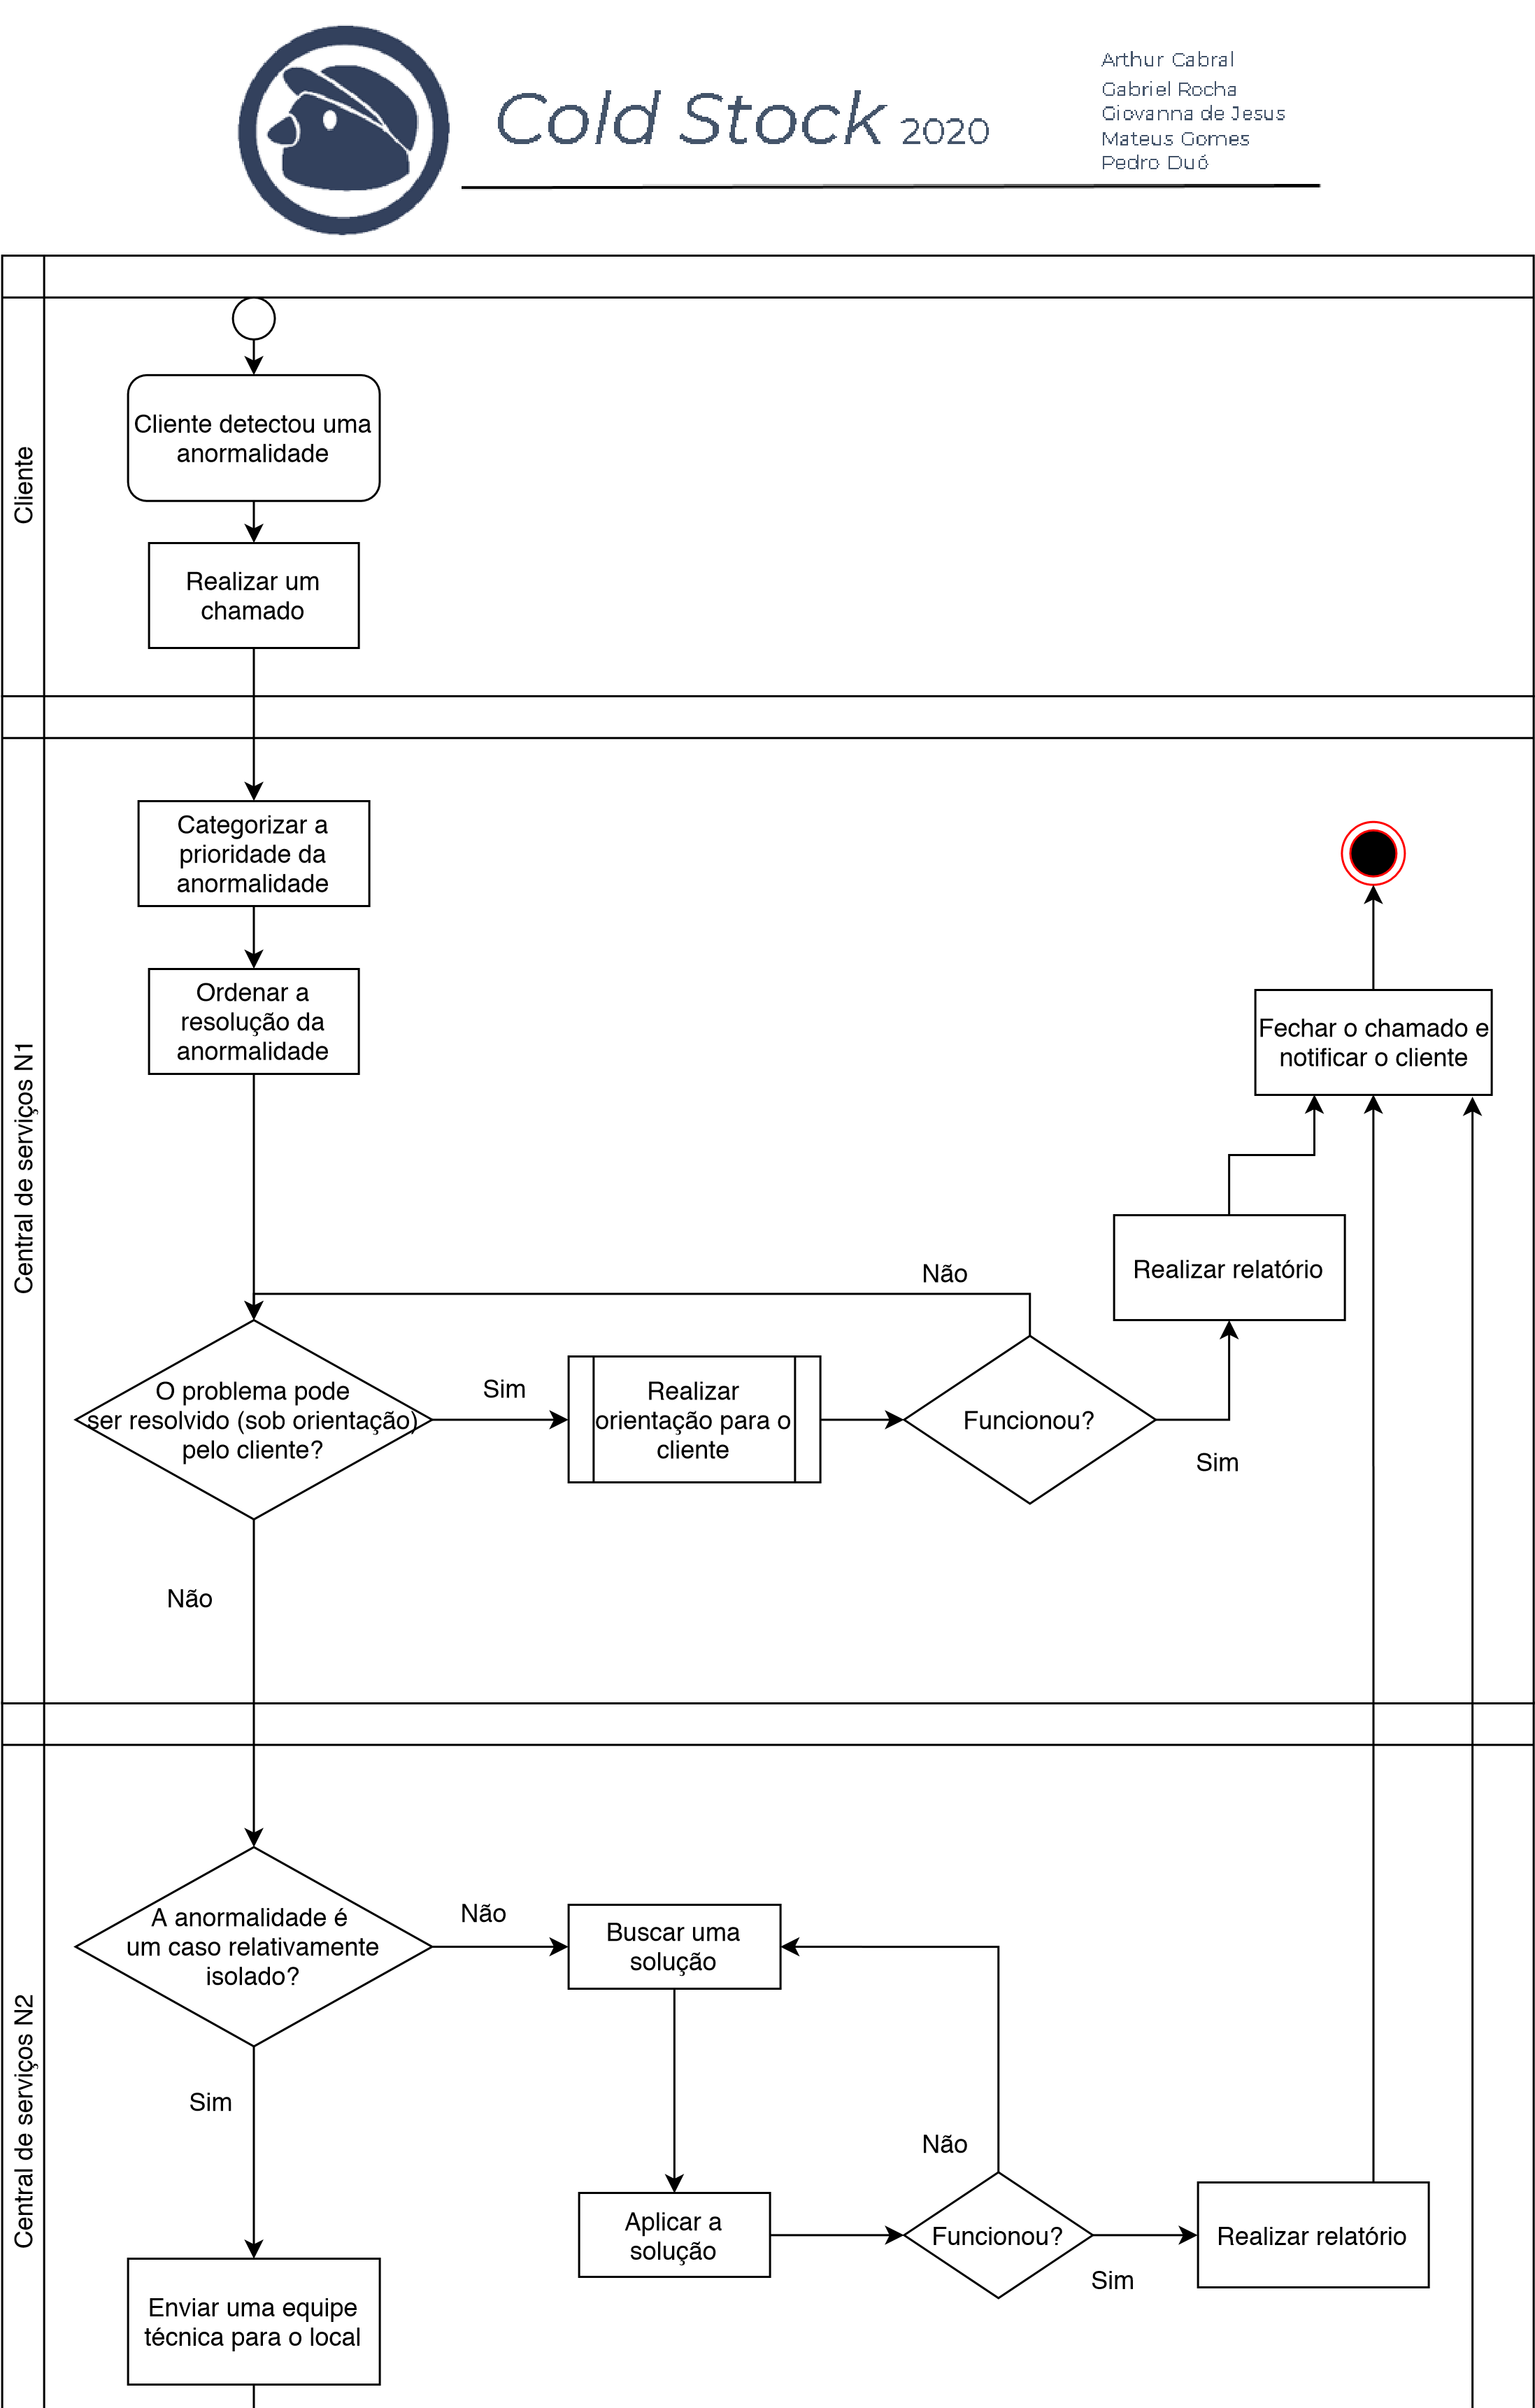 Cold Stock 2020
Arthur Cabral
Gabriel Rocha
Giovanna de Jesus
Mateus Gomes
Pedro Duó
Cliente
Cliente detectou uma
anormalidade
Realizar um
chamado
Central de serviços N1
Categorizar a
prioridade da
anormalidade
Ordenar a
resolução da
anormalidade
Fechar o chamado e
notificar o cliente
Realizar relatório
Não
O problema pode
ser resolvido (sob orientação)
pelo cliente?
Sim
Realizar
orientação para o
cliente
Funcionou?
Sim
Não
Central de serviços N2
A anormalidade é
um caso relativamente
isolado?
Não
Buscar uma
solução
Sim
Não
Aplicar a
solução
Funcionou?
Sim
Realizar relatório
Enviar uma equipe
técnica para o local